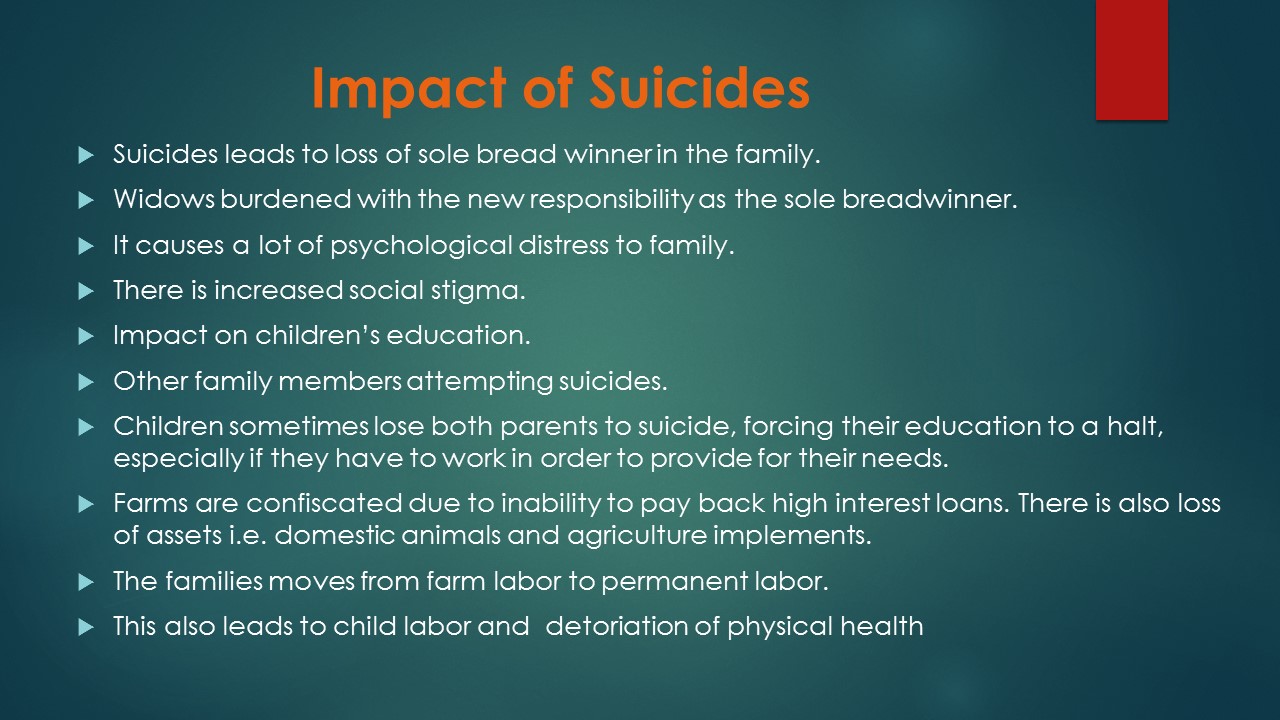 Impact of Suicides
Suicides leads to loss of sole bread winner in the family.
Widows burdened with the new responsibility as the sole breadwinner.
It causes a lot of psychological distress to family.
There is increased social stigma.
Impact on children’s education.
Other family members attempting suicides.
Children sometimes lose both parents to suicide, forcing their education to a halt,
especially if they have to work in order to provide for their needs.
Farms are confiscated due to inability to pay back high interest loans. There is also loss
of assets i.e. domestic animals and agriculture implements.
The families moves from farm labor to permanent labor.
This also leads to child labor and  detoriation of physical health